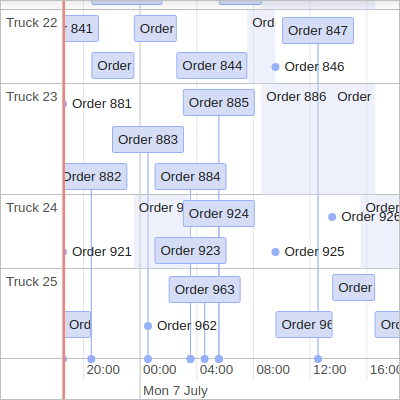 Truck 22
841
Order
Ord
Order 847
Order
Order 844
Order 846
Truck 23
Order 881
Order 885
Order 886
Order
Order 883
Order 882
Order 884
Truck 24
Order 9
Order 924
Order
Order 926
Order 921
Order 923
Order 925
Truck 25
Order 963
Order
Ord
Order 962
Order 96
Ord
20:00
00:00
04:00
08:00
12:00
16:00
Mon 7 July